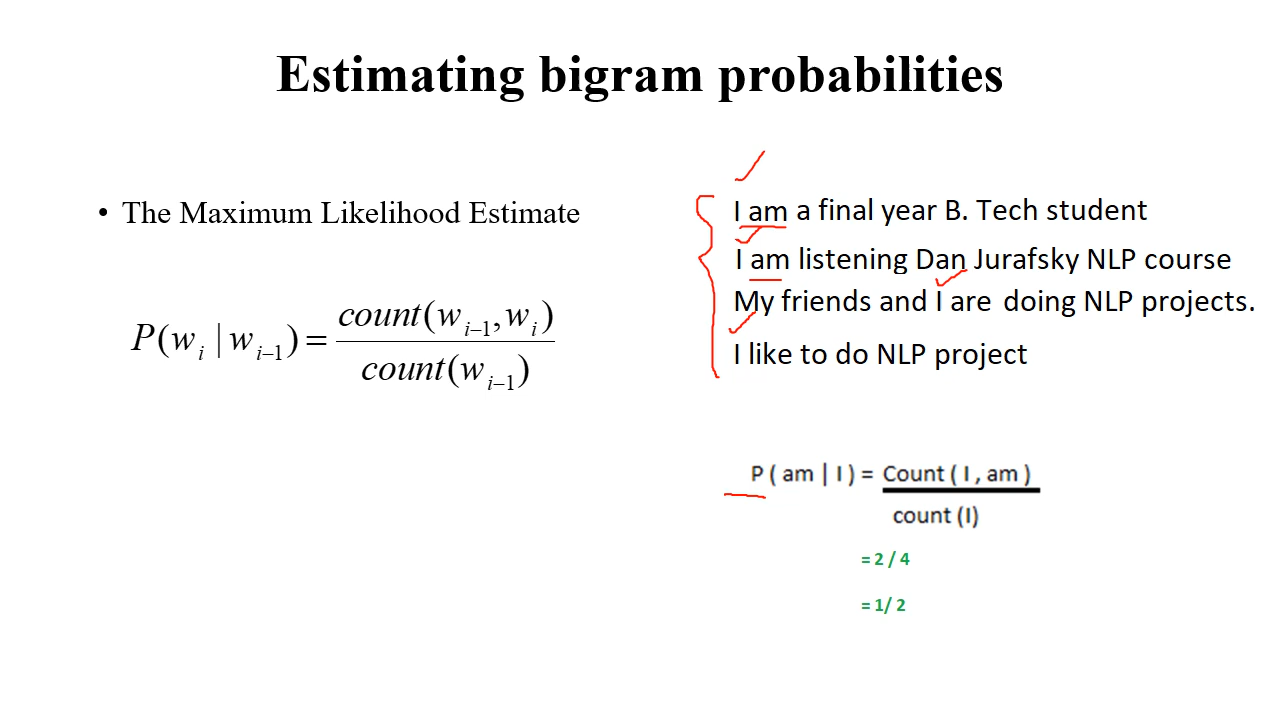 Estimating bigram probabilities
• The Maximum Likelihood Estimate
P(wᵢ | wᵢ₋₁) = count(wᵢ₋₁, wᵢ)
count(wᵢ₋₁)
I am a final year B. Tech student
I am listening Dan Jurafsky NLP course
My friends and I are doing NLP projects.
I like to do NLP project
P ( am | I ) = Count ( I , am )
count (I)
= 2 / 4
= 1/ 2